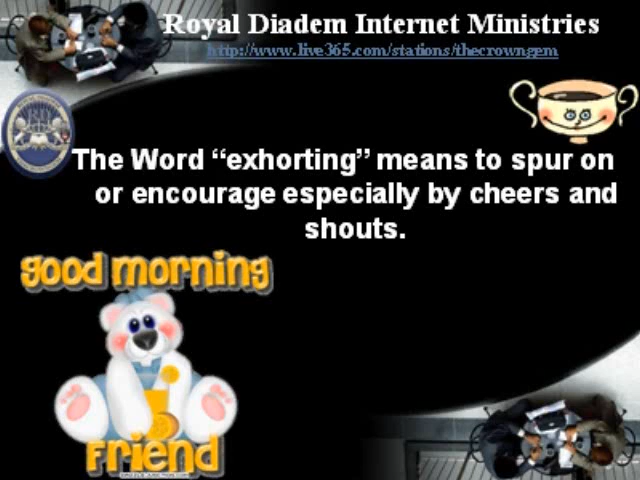 Royal Diadem Internet Ministries
http://www.live365.com/stations/thecrowngem
RD
The Word “exhorting” means to spur on
or encourage especially by cheers and
shouts.
good morning
Friend